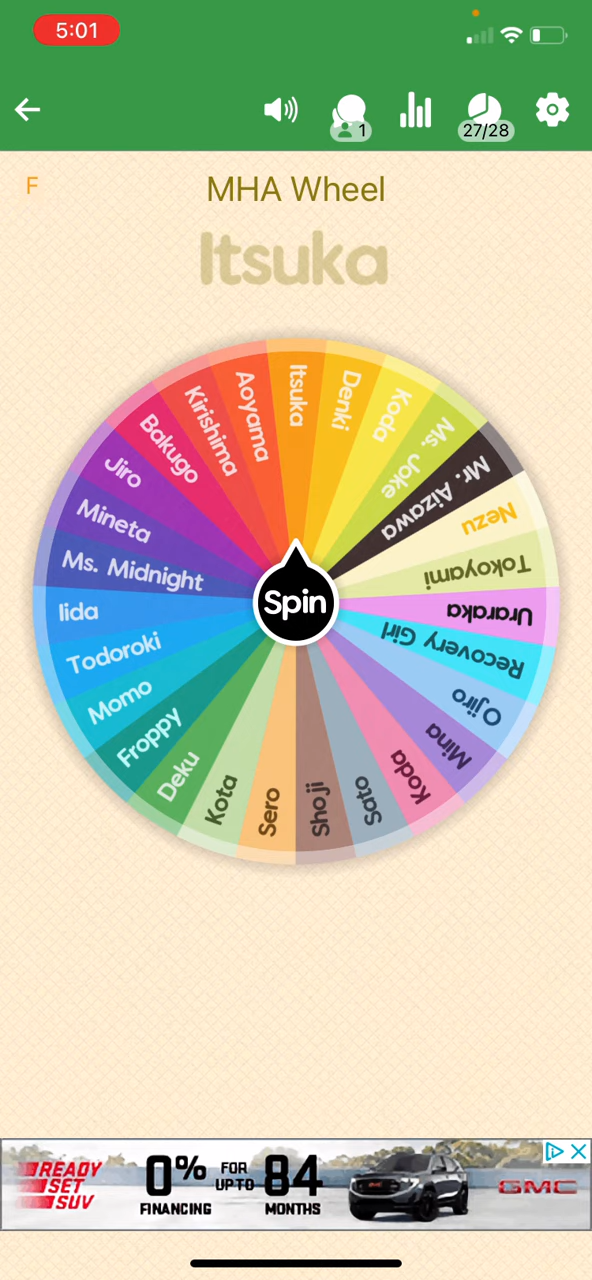 5:01
1
27/28
F
MHA Wheel
Itsuka
Itsuka
Denki
Koda
Ms. Joke
Mr. Aizawa
Nezu
Tokoyami
Uraraka
Recovery Girl
Ojiro
Mina
Koda
Sato
Shoji
Sero
Kota
Deku
Froppy
Momo
Todoroki
Iida
Ms. Midnight
Mineta
Jiro
Bakugo
Kirishima
Aoyama
Spin
READY
SET
SUV
0%
FINANCING
FOR
UP TO
84
MONTHS
GMC